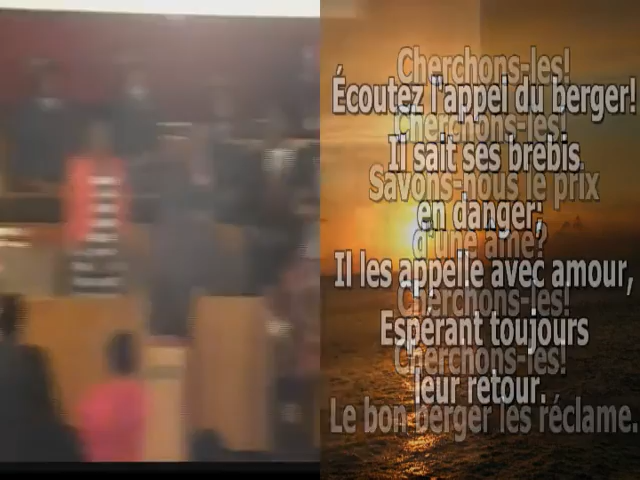 Cherchons-les!
Écoutez l'appel du berger!
Cherchons-les!
Il sait ses brebis
Savons-nous le prix
en danger;
d'une âme?
Il les appelle avec amour,
Cherchons-les!
Espérant toujours
Cherchons-les!
leur retour.
Le bon berger les réclame.